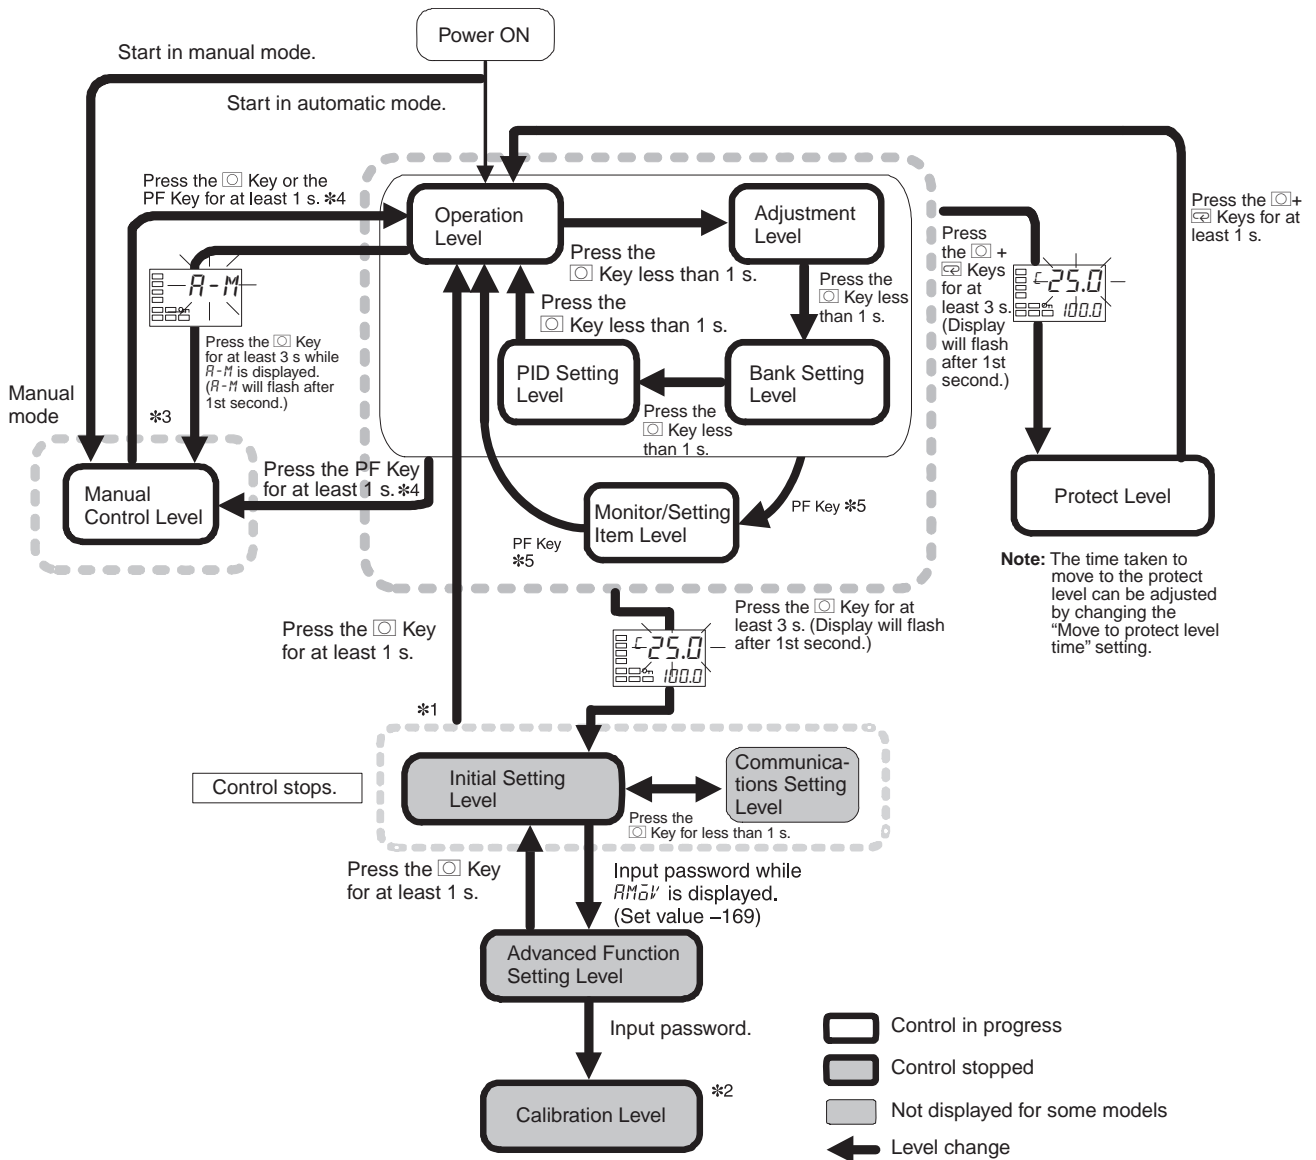 Power ON
Start in manual mode.
Start in automatic mode.
Press the Key or the
PF Key for at least 1 s. *4
Operation
Level
Adjustment
Level
Press the
Key less than 1 s.
Press the
Key less
than 1 s.
Press the
Key less than 1 s.
PID Setting
Level
Bank Setting
Level
Press the
Key less
than 1 s.
A-M
Press the Key
for at least 3 s while
A-M is displayed.
(A-M will flash after
1st second.)
Manual
mode
*3
Manual
Control Level
Press the PF Key
for at least 1 s. *4
Monitor/Setting
Item Level
PF Key *5
PF Key
*5
Press
the +
Keys
for at
least 3 s.
(Display
will flash
after 1st
second.)
C 25.0
100.0
Press the +
Keys for at
least 1 s.
Protect Level
Note: The time taken to
move to the protect
level can be adjusted
by changing the
“Move to protect level
time” setting.
Press the Key
for at least 1 s.
*1
Press the Key for at
least 3 s. (Display will flash
after 1st second.)
C 25.0
100.0
Control stops.
Initial Setting
Level
Communica-
tions Setting
Level
Press the
Key for less than 1 s.
Press the Key
for at least 1 s.
Input password while
AMoV is displayed.
(Set value –169)
Advanced Function
Setting Level
Input password.
Calibration Level
*2
Control in progress
Control stopped
Not displayed for some models
Level change